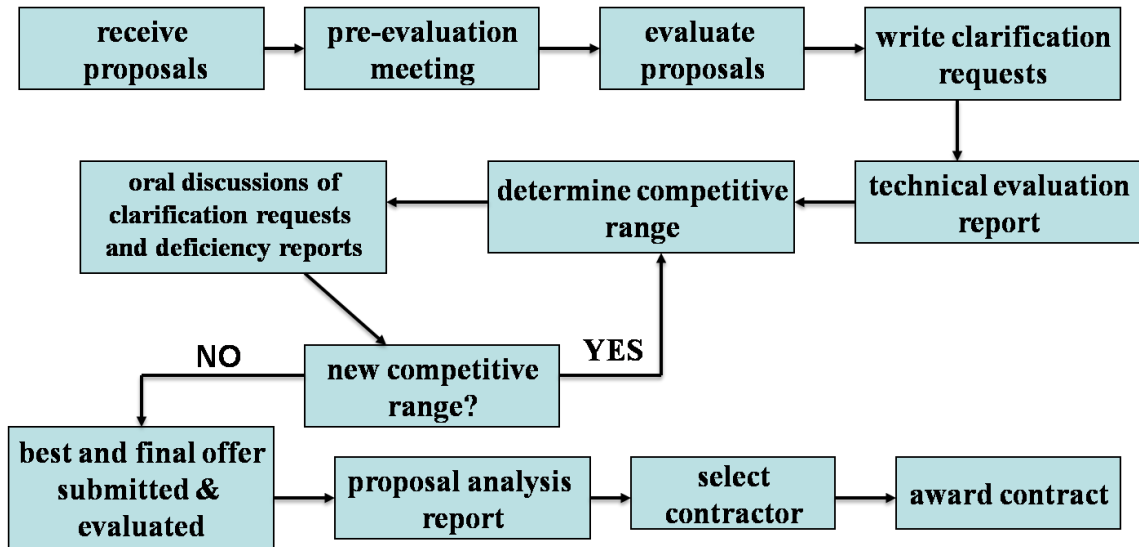 receive
proposals
pre-evaluation
meeting
evaluate
proposals
write clarification
requests
technical evaluation
report
determine competitive
range
oral discussions of
clarification requests
and deficiency reports
new competitive
range?
YES
NO
best and final offer
submitted &
evaluated
proposal analysis
report
select
contractor
award contract